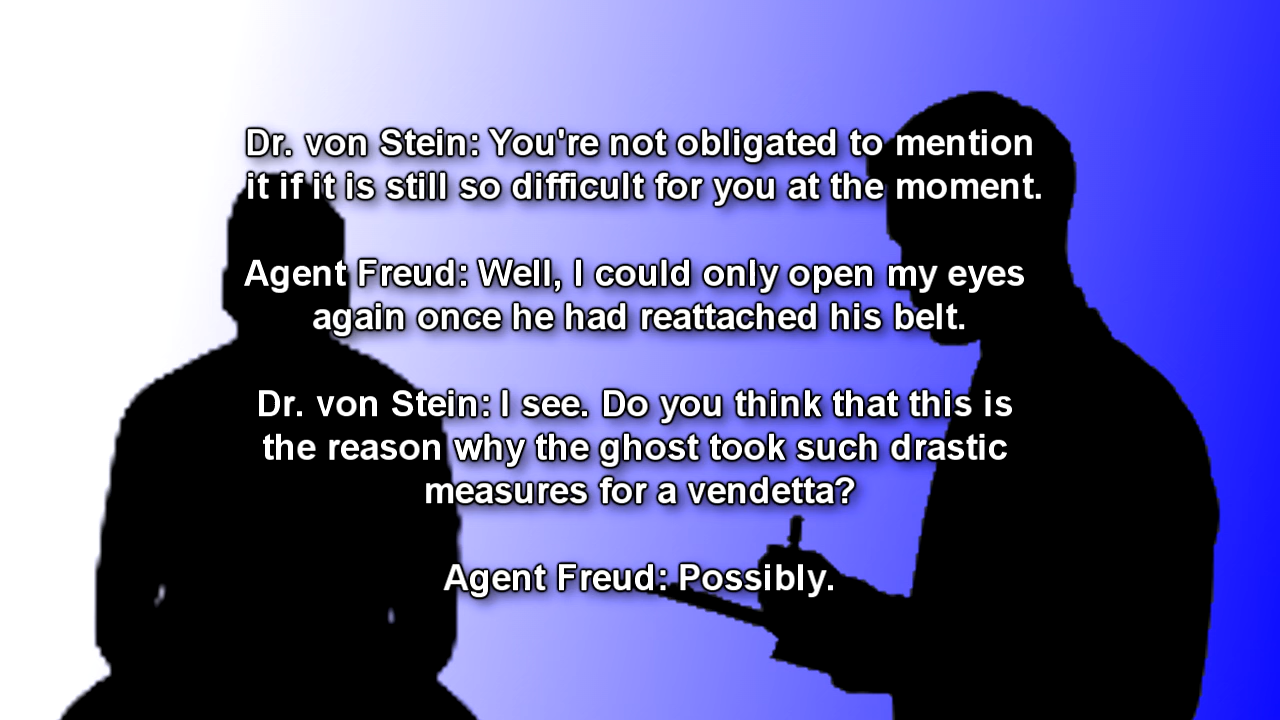 Dr. von Stein: You're not obligated to mention
it if it is still so difficult for you at the moment.
Agent Freud: Well, I could only open my eyes
again once he had reattached his belt.
Dr. von Stein: I see. Do you think that this is
the reason why the ghost took such drastic
measures for a vendetta?
Agent Freud: Possibly.